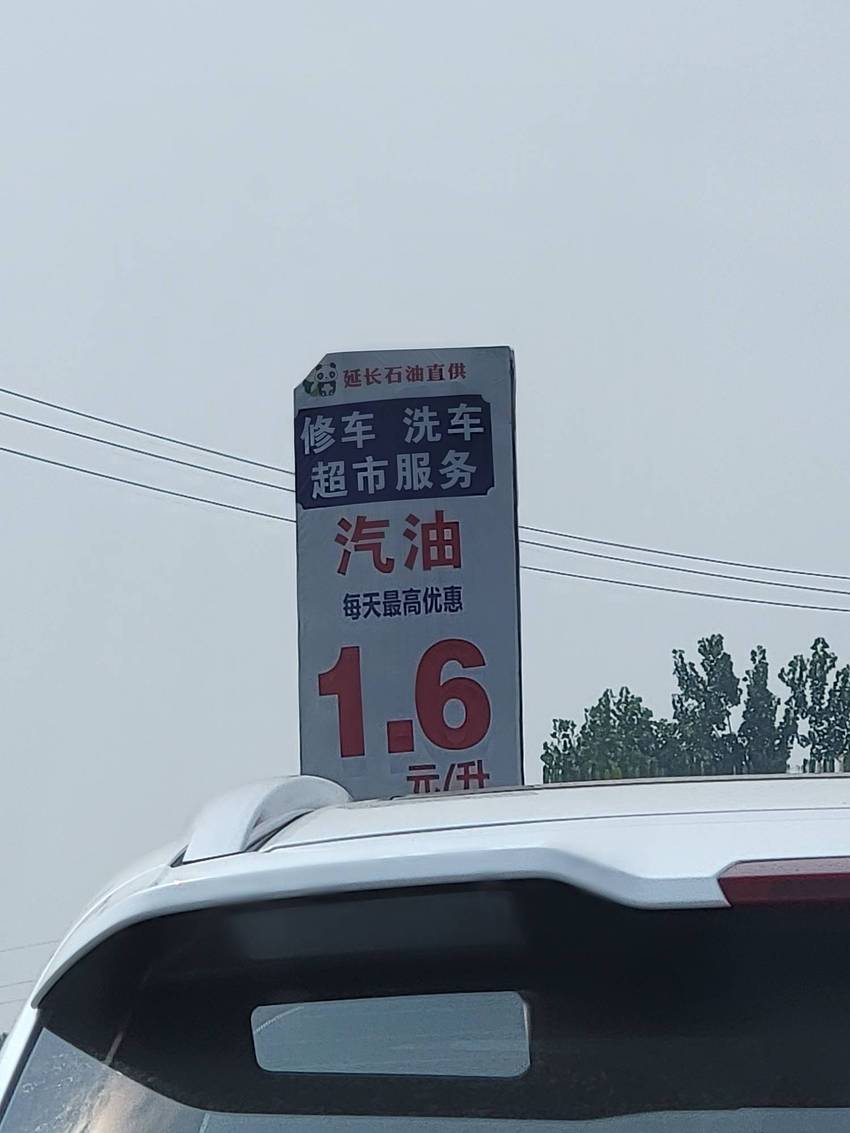 延长石油直供
修车 洗车
超市服务
汽油
每天最高优惠
1.6
元/升